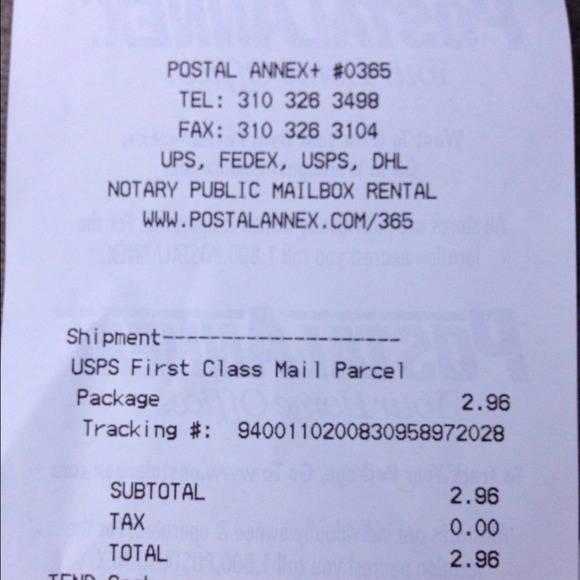 POSTAL ANNEX+ #0365
TEL: 310 326 3498
FAX: 310 326 3104
UPS, FEDEX, USPS, DHL
NOTARY PUBLIC MAILBOX RENTAL
WWW.POSTALANNEX.COM/365
Shipment--------------------
USPS First Class Mail Parcel
Package 2.96
Tracking #: 9400110200830958972028
SUBTOTAL 2.96
TAX 0.00
TOTAL 2.96